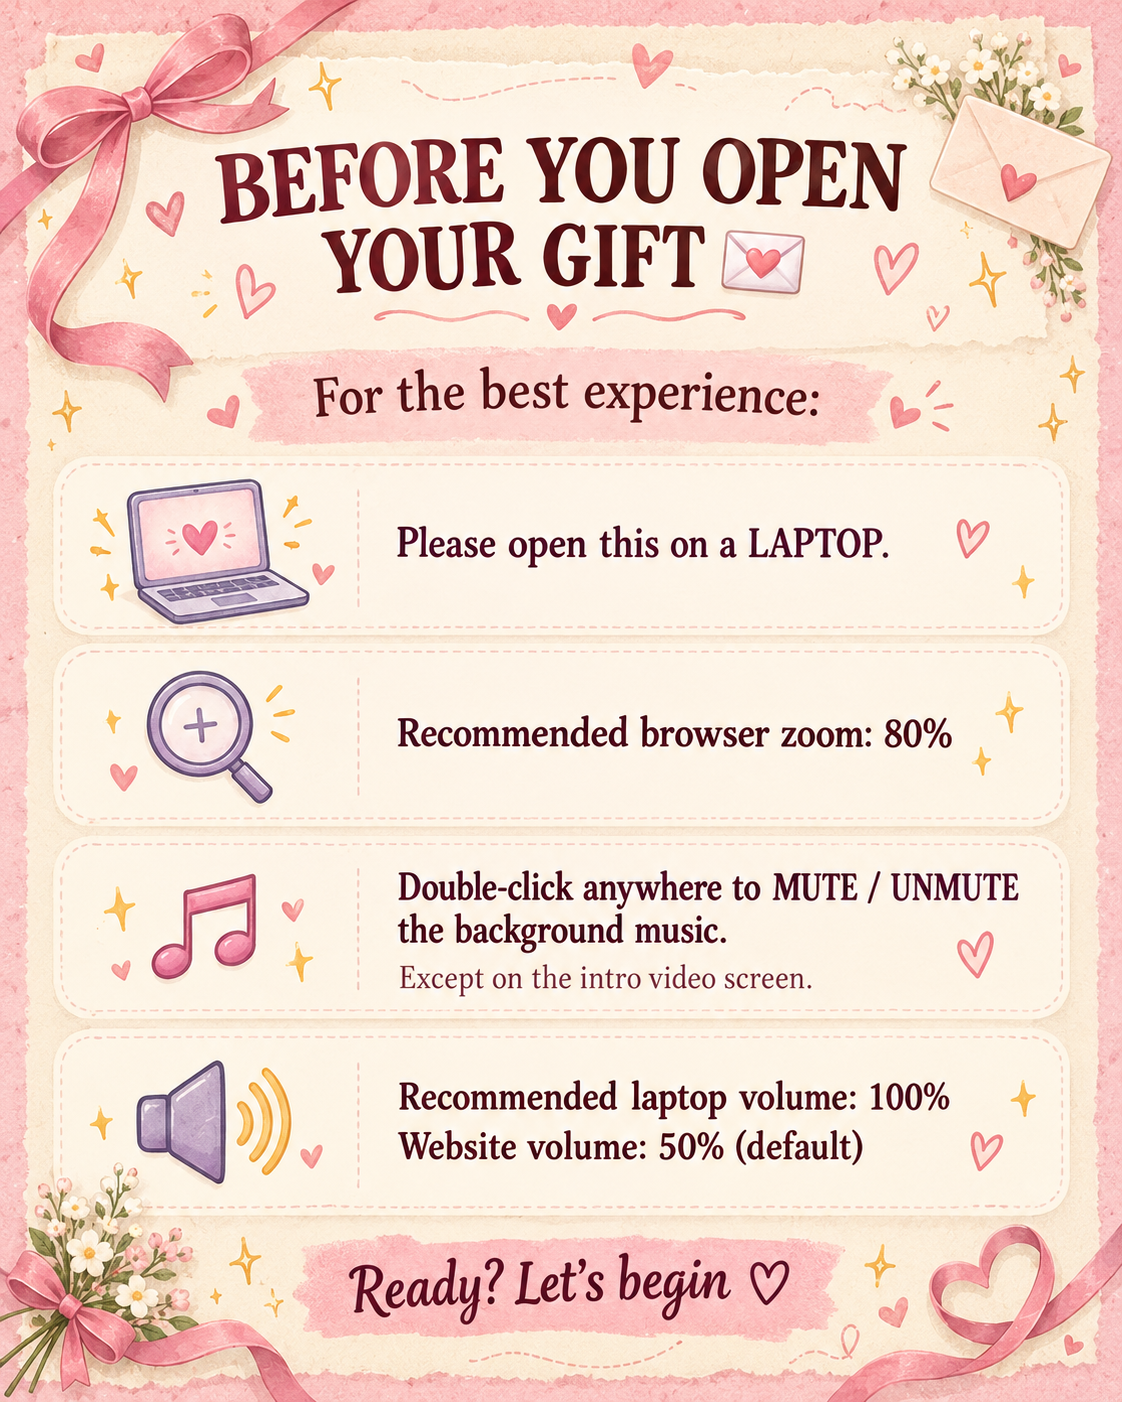 BEFORE YOU OPEN
YOUR GIFT
For the best experience:
Please open this on a LAPTOP.
Recommended browser zoom: 80%
Double-click anywhere to MUTE / UNMUTE
the background music.
Except on the intro video screen.
Recommended laptop volume: 100%
Website volume: 50% (default)
Ready? Let's begin ♡